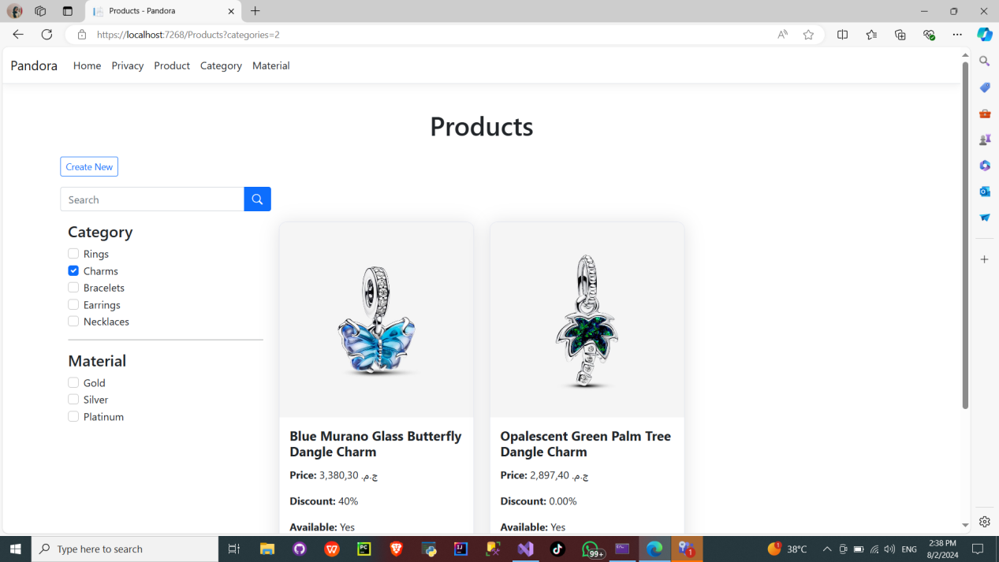 Products - Pandora
https://localhost:7268/Products?categories=2
Pandora Home Privacy Product Category Material
Products
Create New
Search
Category
Rings
Charms
Bracelets
Earrings
Necklaces
Material
Gold
Silver
Platinum
Blue Murano Glass Butterfly
Dangle Charm
Price: 3,380,30 ج.م.
Discount: 40%
Available: Yes
Opalescent Green Palm Tree
Dangle Charm
Price: 2,897,40 ج.م.
Discount: 0.00%
Available: Yes
Type here to search
PC
99+
1
1
38°C
ENG
2:38 PM
8/2/2024